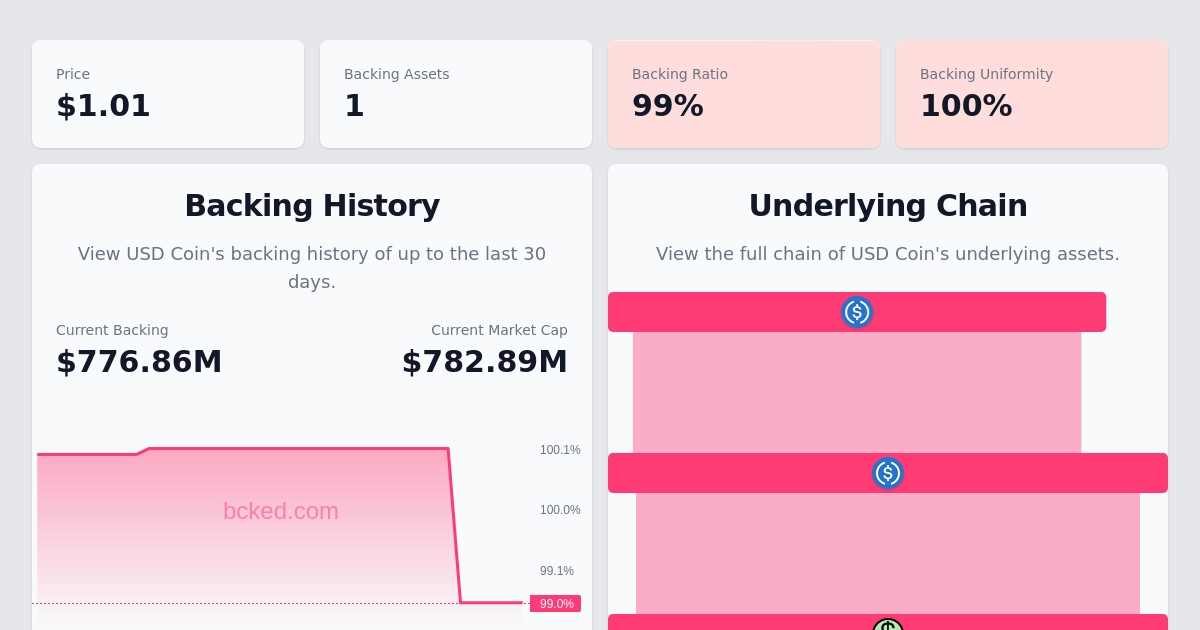 Price
$1.01
Backing Assets
1
Backing Ratio
99%
Backing Uniformity
100%
Backing History
View USD Coin's backing history of up to the last 30
days.
Current Backing
$776.86M
Current Market Cap
$782.89M
100.1%
bcked.com
100.0%
99.1%
99.0%
Underlying Chain
View the full chain of USD Coin's underlying assets.